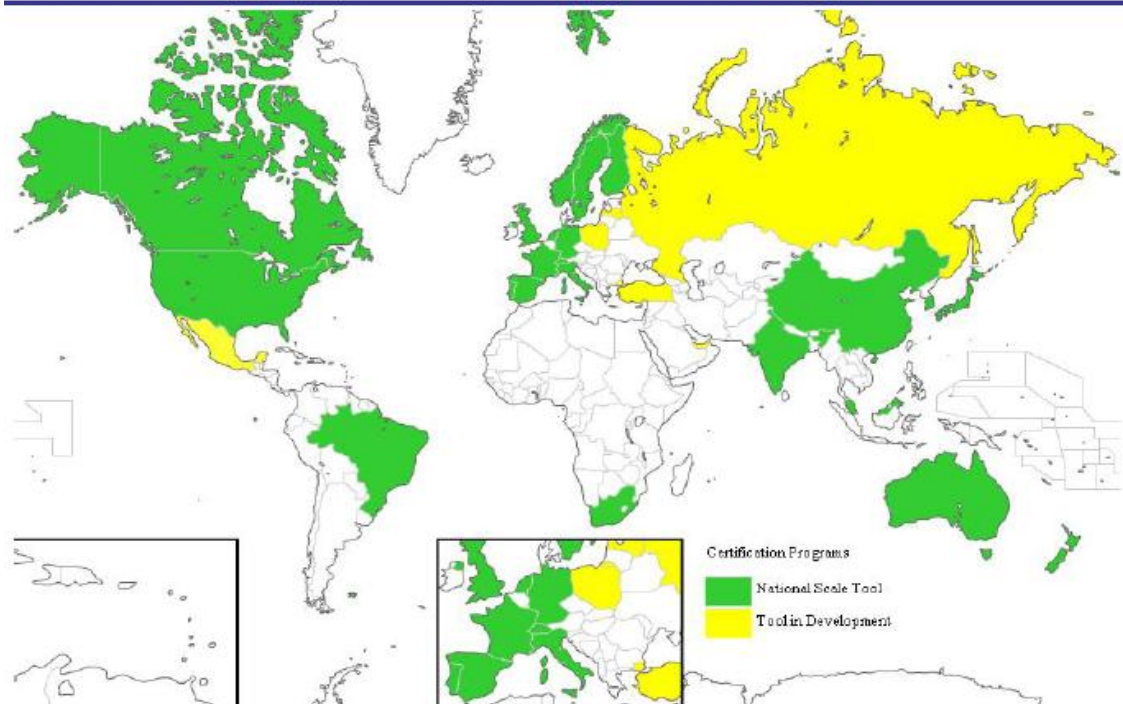 Certification Programs
National Scale Tool
Tool in Development